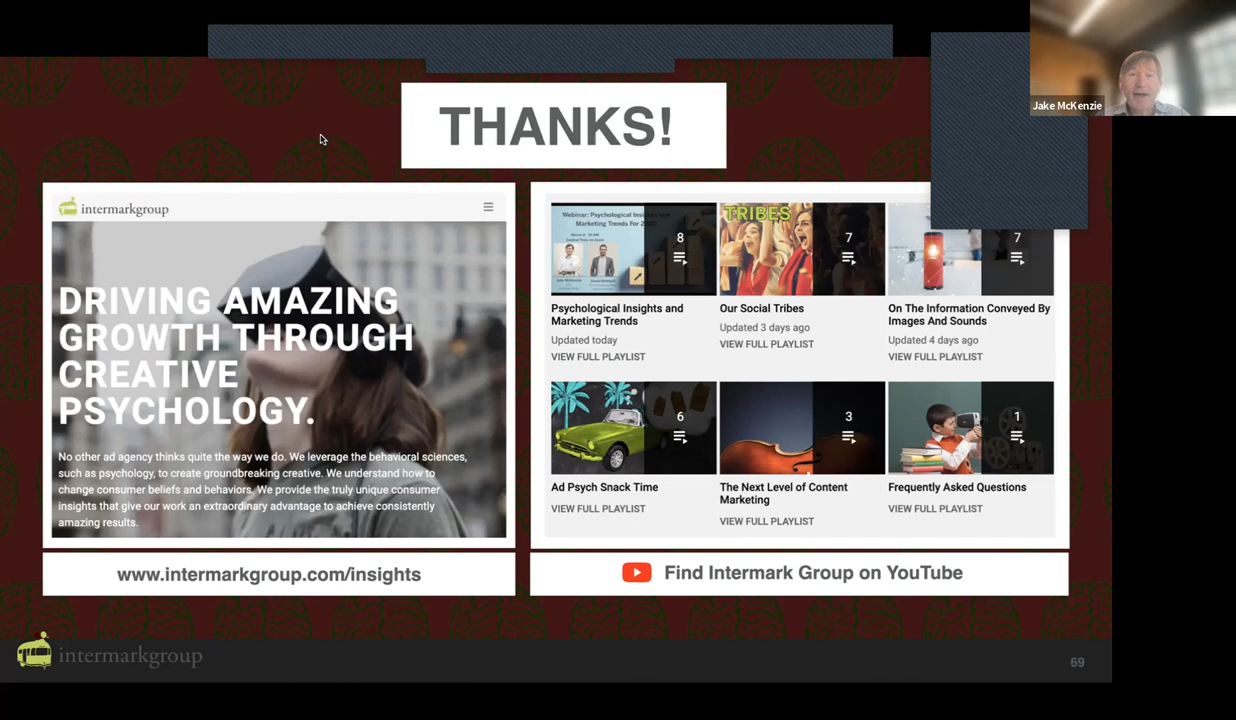 Jake McKenzie
THANKS!
intermarkgroup
DRIVING AMAZING
GROWTH THROUGH
CREATIVE
PSYCHOLOGY.
No other ad agency thinks quite the way we do. We leverage the behavioral sciences,
such as psychology, to create groundbreaking creative. We understand how to
change consumer beliefs and behaviors. We provide the truly unique consumer
insights that give our work an extraordinary advantage to achieve consistently
amazing results.
www.intermarkgroup.com/insights
Webinar: Psychological Insights and
Marketing Trends For
8
Psychological Insights and
Marketing Trends
Updated today
VIEW FULL PLAYLIST
TRIBES
7
Our Social Tribes
Updated 3 days ago
VIEW FULL PLAYLIST
7
On The Information Conveyed By
Images And Sounds
Updated 4 days ago
VIEW FULL PLAYLIST
6
Ad Psych Snack Time
VIEW FULL PLAYLIST
3
The Next Level of Content
Marketing
VIEW FULL PLAYLIST
1
Frequently Asked Questions
VIEW FULL PLAYLIST
Find Intermark Group on YouTube
intermarkgroup
69